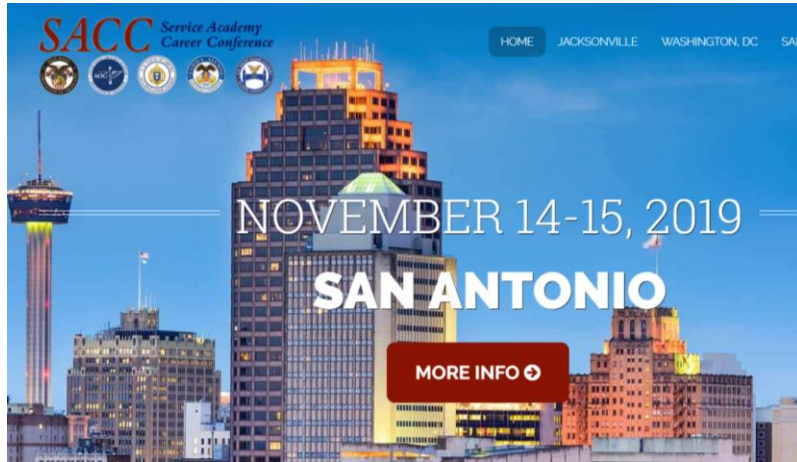 SACC Service Academy
Career Conference
HOME JACKSONVILLE WASHINGTON, DC
NOVEMBER 14-15, 2019
SAN ANTONIO
MORE INFO